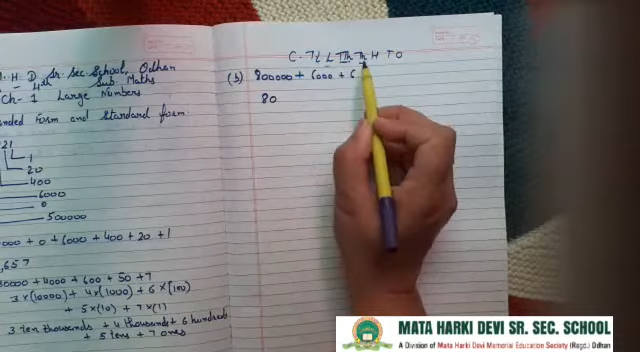 M. H. D Sr. Sec. School, Odhan
4th Sub Maths
Ch-1 Large Numbers
nded Form and Standard form
21
1
20
400
6000
0
500000
000 + 0 + 6000 + 400 + 20 + 1
,657
30000 + 4000 + 600 + 50 + 7
3 x (10000) + 4 x (1000) + 6 x (100)
+ 5 x (10) + 7 x (1)
3 ten thousands + 4 thousands + 6 hundreds
+ 5 tens + 7 ones
C. TL L TTh Th H T O
(b) 800000 + 6000 + 6
80
MATA HARKI DEVI SR. SEC. SCHOOL
A Division of Mata Harki Devi Memorial Education Society (Regd.) Odhan